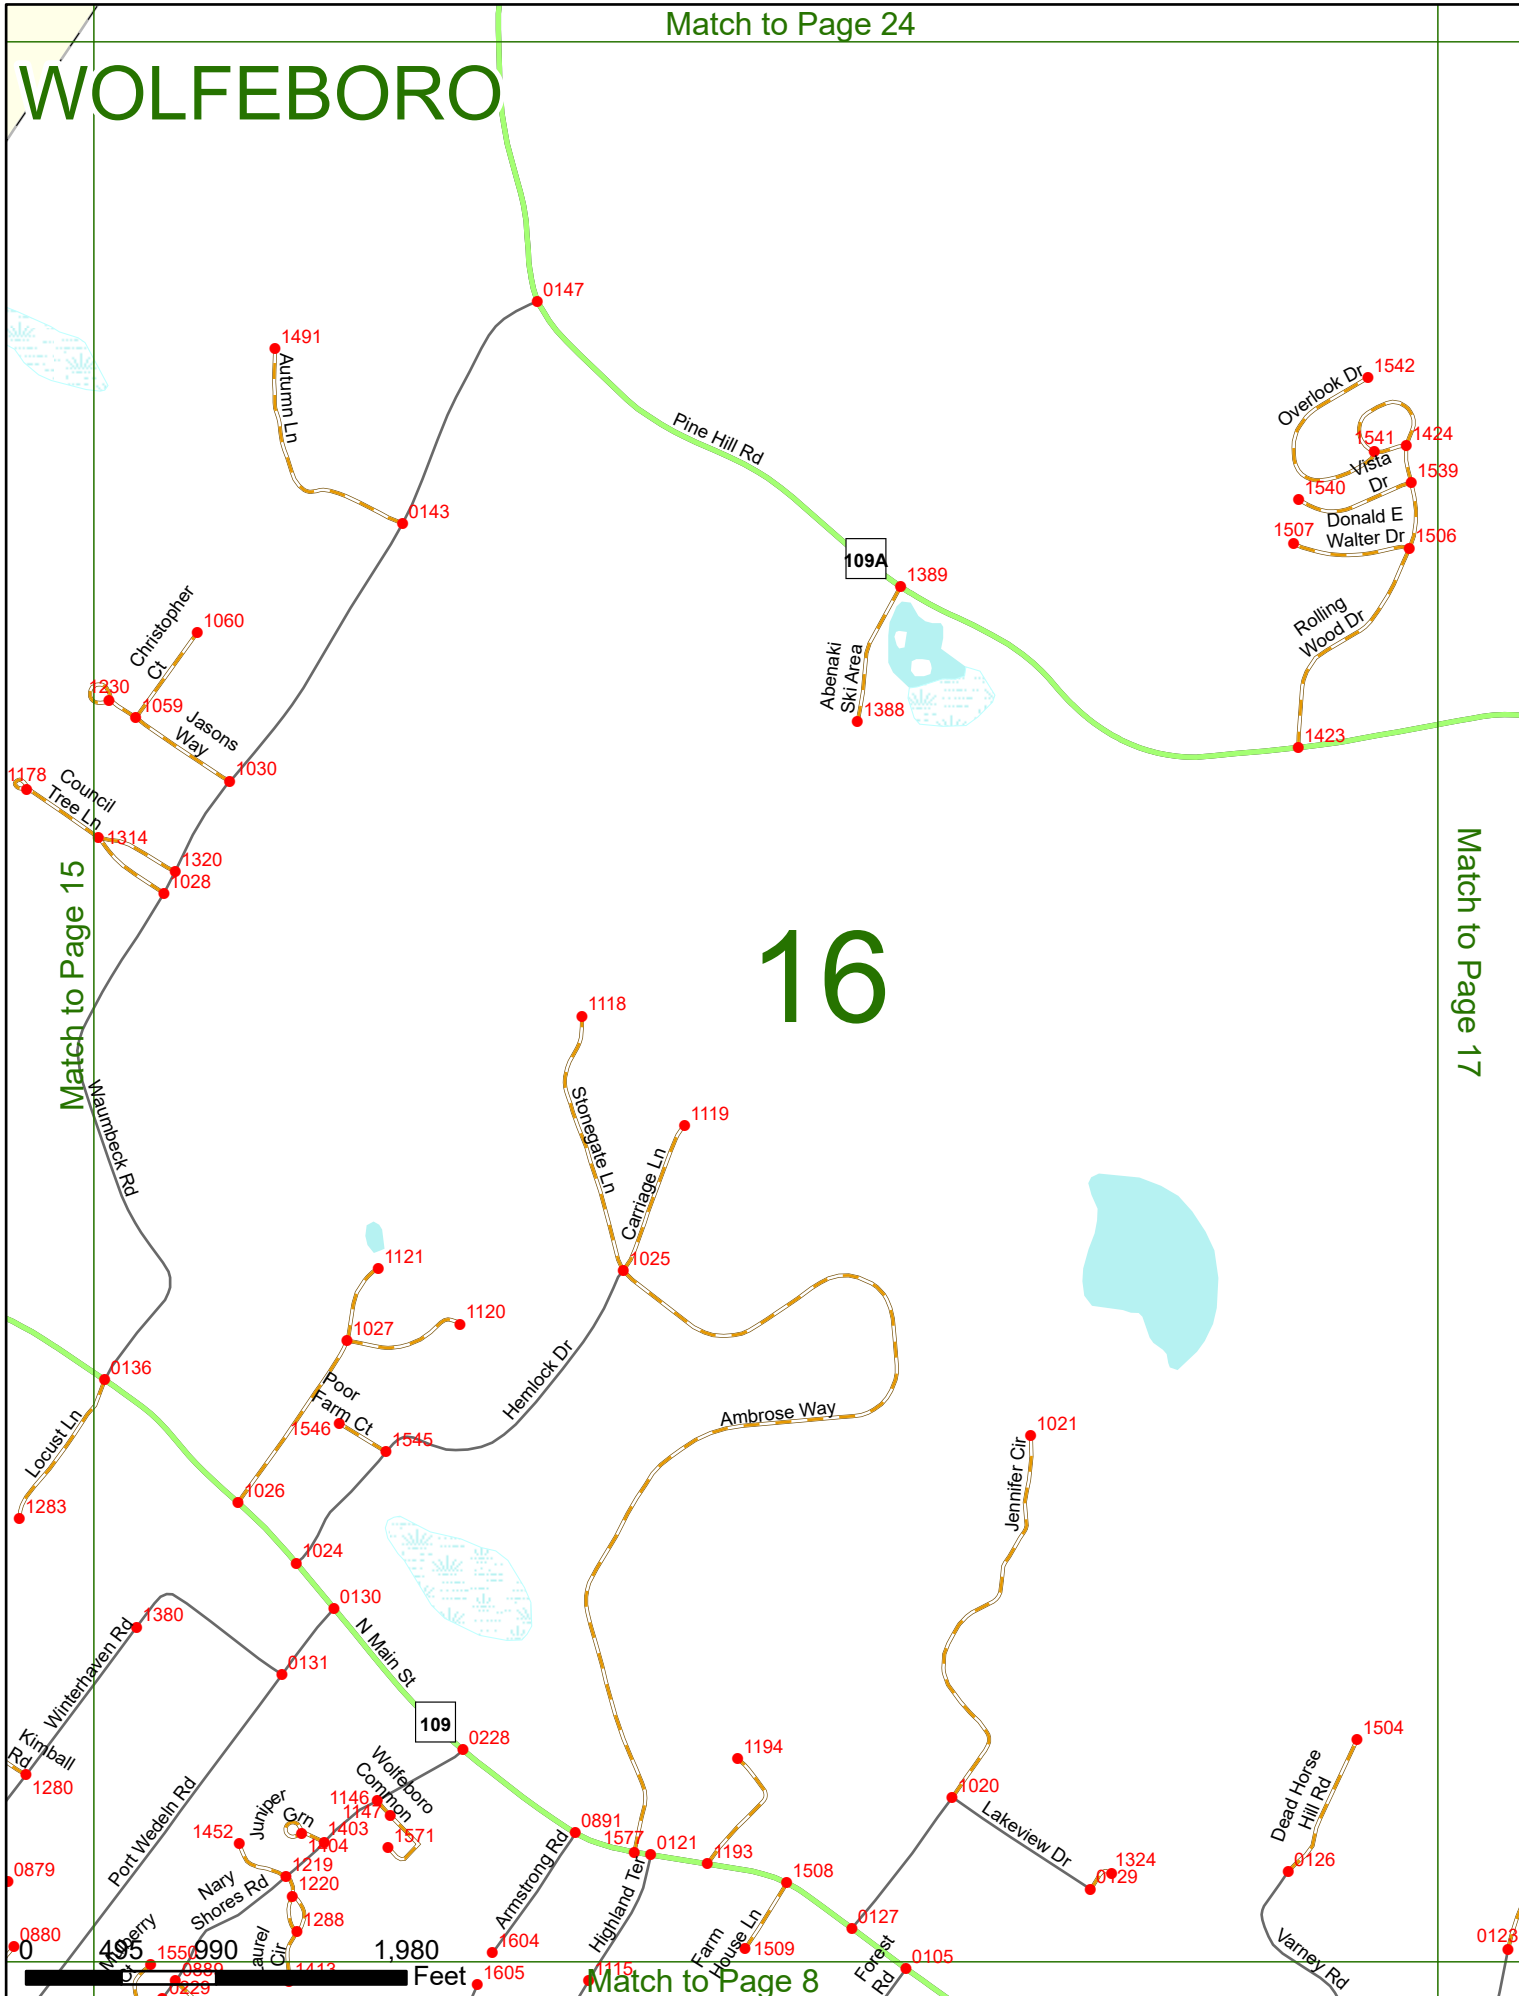 Match to Page 24
WOLFEBORO
0147
1491
Autumn Ln
1542
Overlook Dr
Pine Hill Rd
1424
1541
Vista
Dr
1539
1540
0143
Donald E
Walter Dr
1507
1506
109A
1389
Christopher
Ct
1060
Rolling
Wood Dr
Abenaki
Ski Area
1230
1059
1388
Jasons
Way
1423
1030
1178
Council
Tree Ln
1314
1320
1028
Match to Page 15
Match to Page 17
16
1118
Waumbeck Rd
Stonegate Ln
1119
Carriage Ln
1121
1025
1120
1027
0136
Hemlock Dr
Poor
Farm Ct
1546
1545
Locust Ln
Ambrose Way
1021
Jennifer Cir
1026
1283
1024
0130
1380
Winterhaven Rd
N Main St
0131
109
0228
Kimball
Rd
1280
1504
1194
Wolfeboro
Common
1020
Dead Horse
Hill Rd
Lakeview Dr
Port Wedeln Rd
Juniper
Grn
1146
1147
1403
1404
1452
1571
0891
1577
0121
1193
Armstrong Rd
Highland Ter
0879
1219
1220
Nary
Shores Rd
1508
1324
0129
0126
1288
Farm
House Ln
0127
0880
Mulberry
Ct
1604
1509
Forest
Rd
0105
Varney Rd
0123
1550
Laurel
Cir
0889
1413
0229
1605
1115
0 495 990 1,980
Feet
Match to Page 8